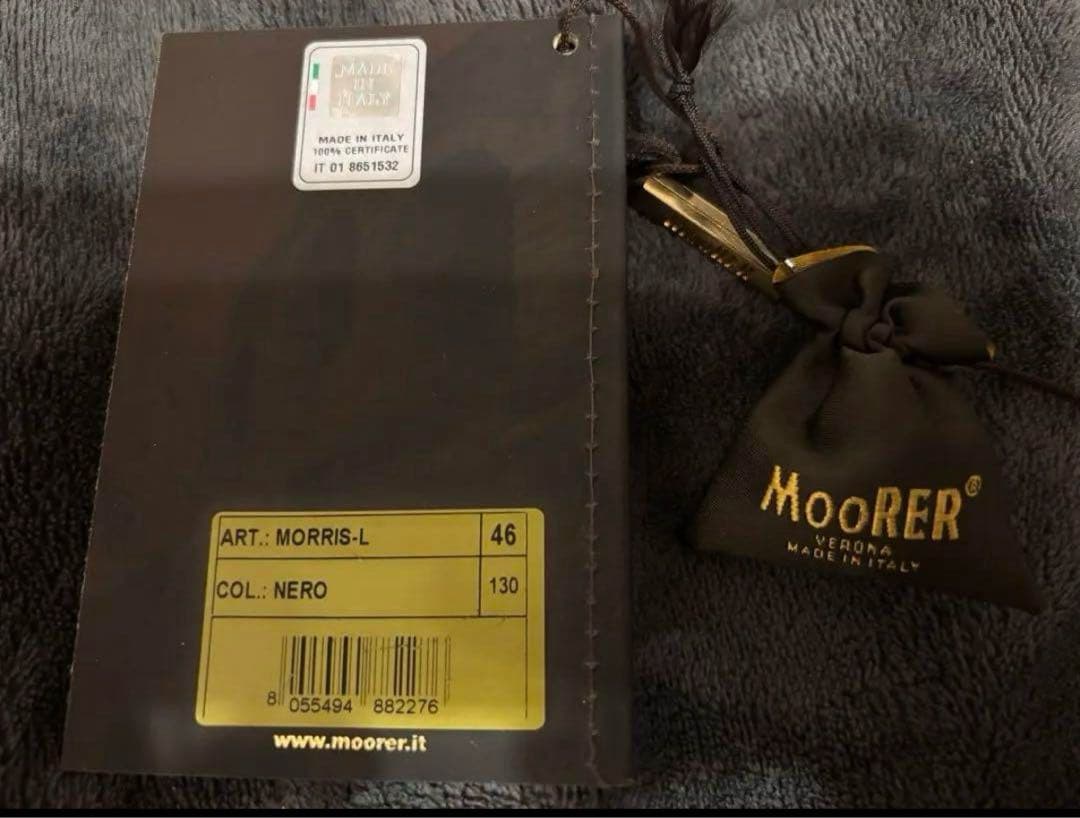 MADE
IN
ITALY
MADE IN ITALY
100% CERTIFICATE
IT 01 8651532
ART.: MORRIS-L 46
COL.: NERO 130
8 055494 882276
www.moorer.it
MooRER®
VERONA
MADE IN ITALY